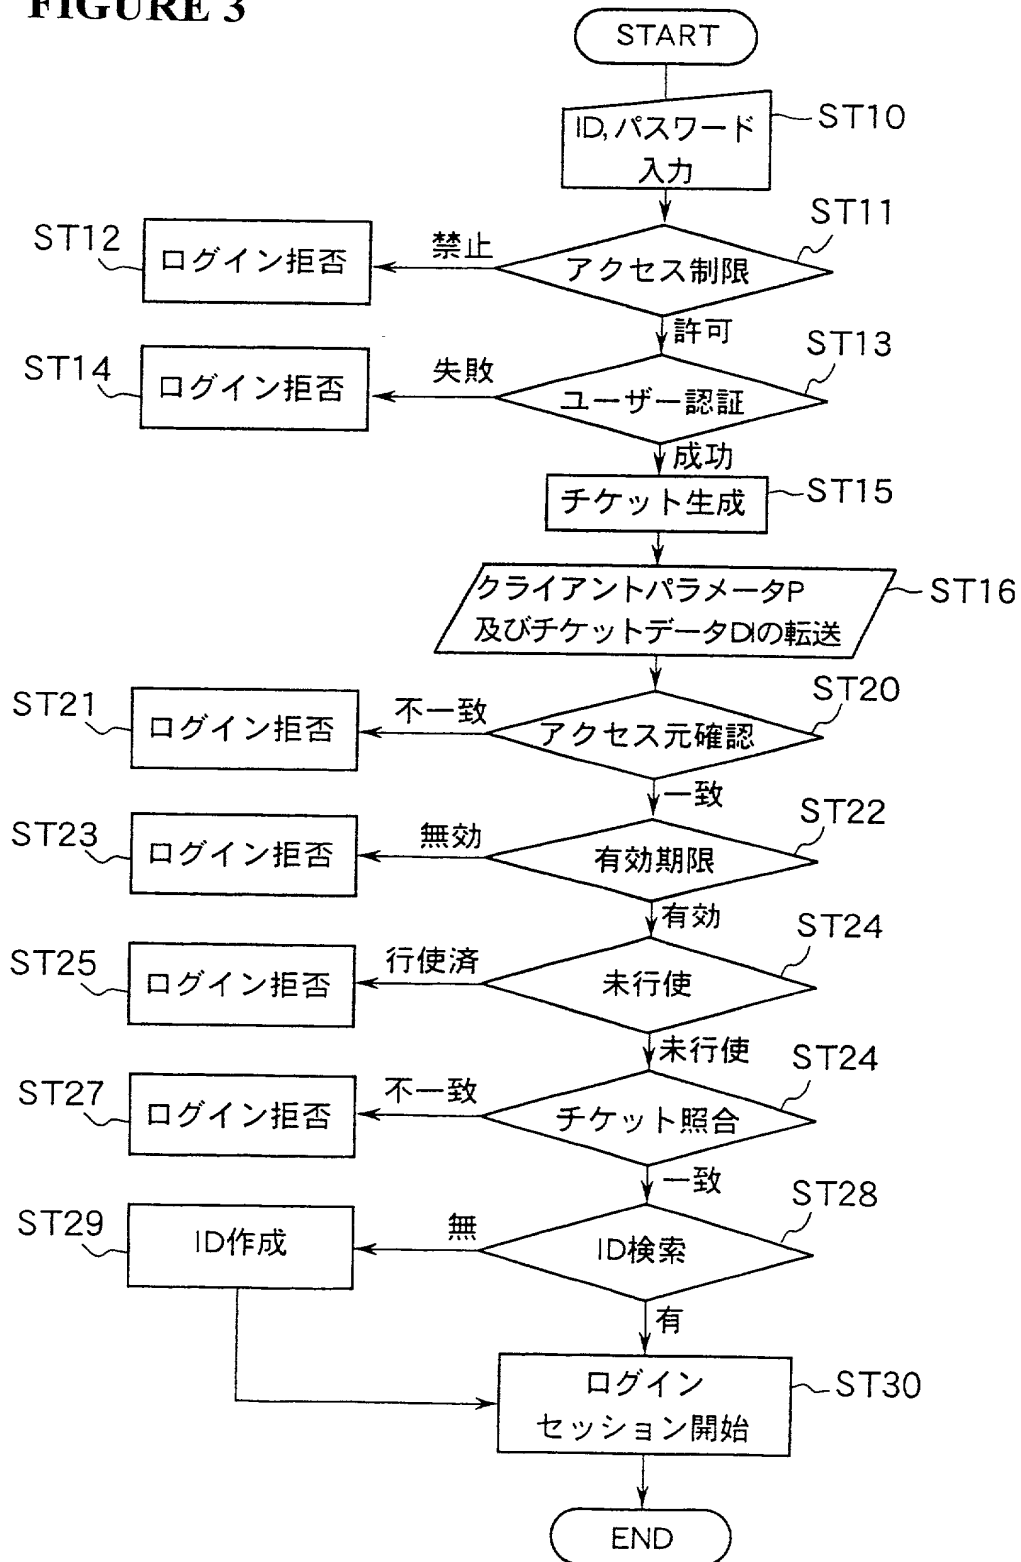 FIGURE 3
START
ID,パスワード
入力
ST10
ST11
アクセス制限
禁止
ログイン拒否
ST12
許可
ST13
ユーザー認証
失敗
ログイン拒否
ST14
成功
チケット生成
ST15
クライアントパラメータP
及びチケットデータDIの転送
ST16
ST20
アクセス元確認
不一致
ログイン拒否
ST21
一致
ST22
有効期限
無効
ログイン拒否
ST23
有効
ST24
未行使
行使済
ログイン拒否
ST25
未行使
ST24
チケット照合
不一致
ログイン拒否
ST27
一致
ST28
ID検索
無
ID作成
ST29
有
ログイン
セッション開始
ST30
END